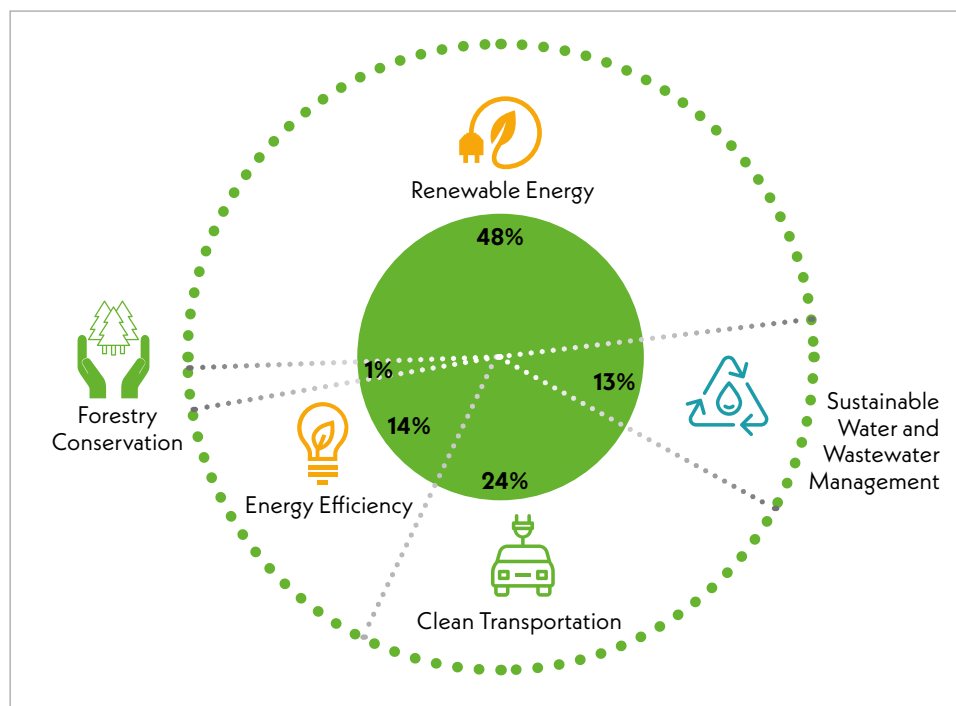 Renewable Energy
48%
1%
13%
14%
24%
Forestry
Conservation
Sustainable
Water and
Wastewater
Management
Energy Efficiency
Clean Transportation